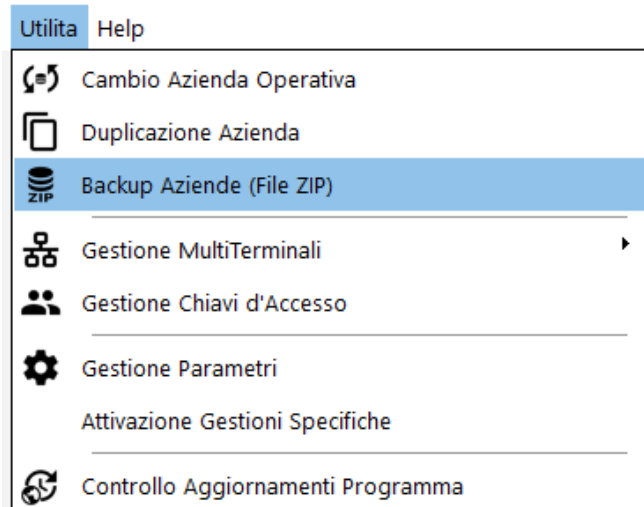 Utilita Help
Cambio Azienda Operativa
Duplicazione Azienda
ZIP Backup Aziende (File ZIP)
Gestione MultiTerminali
Gestione Chiavi d'Accesso
Gestione Parametri
Attivazione Gestioni Specifiche
Controllo Aggiornamenti Programma